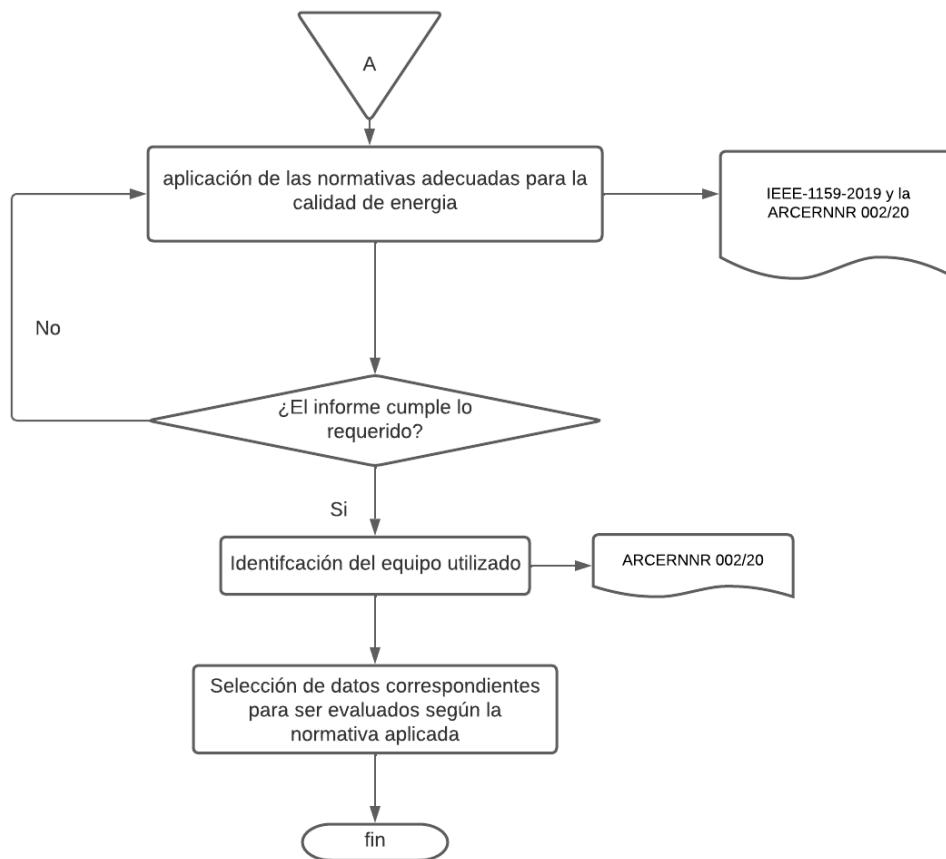 A
aplicación de las normativas adecuadas para la
calidad de energia
IEEE-1159-2019 y la
ARCERNNR 002/20
No
¿El informe cumple lo
requerido?
Si
Identifcación del equipo utilizado
ARCERNNR 002/20
Selección de datos correspondientes
para ser evaluados según la
normativa aplicada
fin